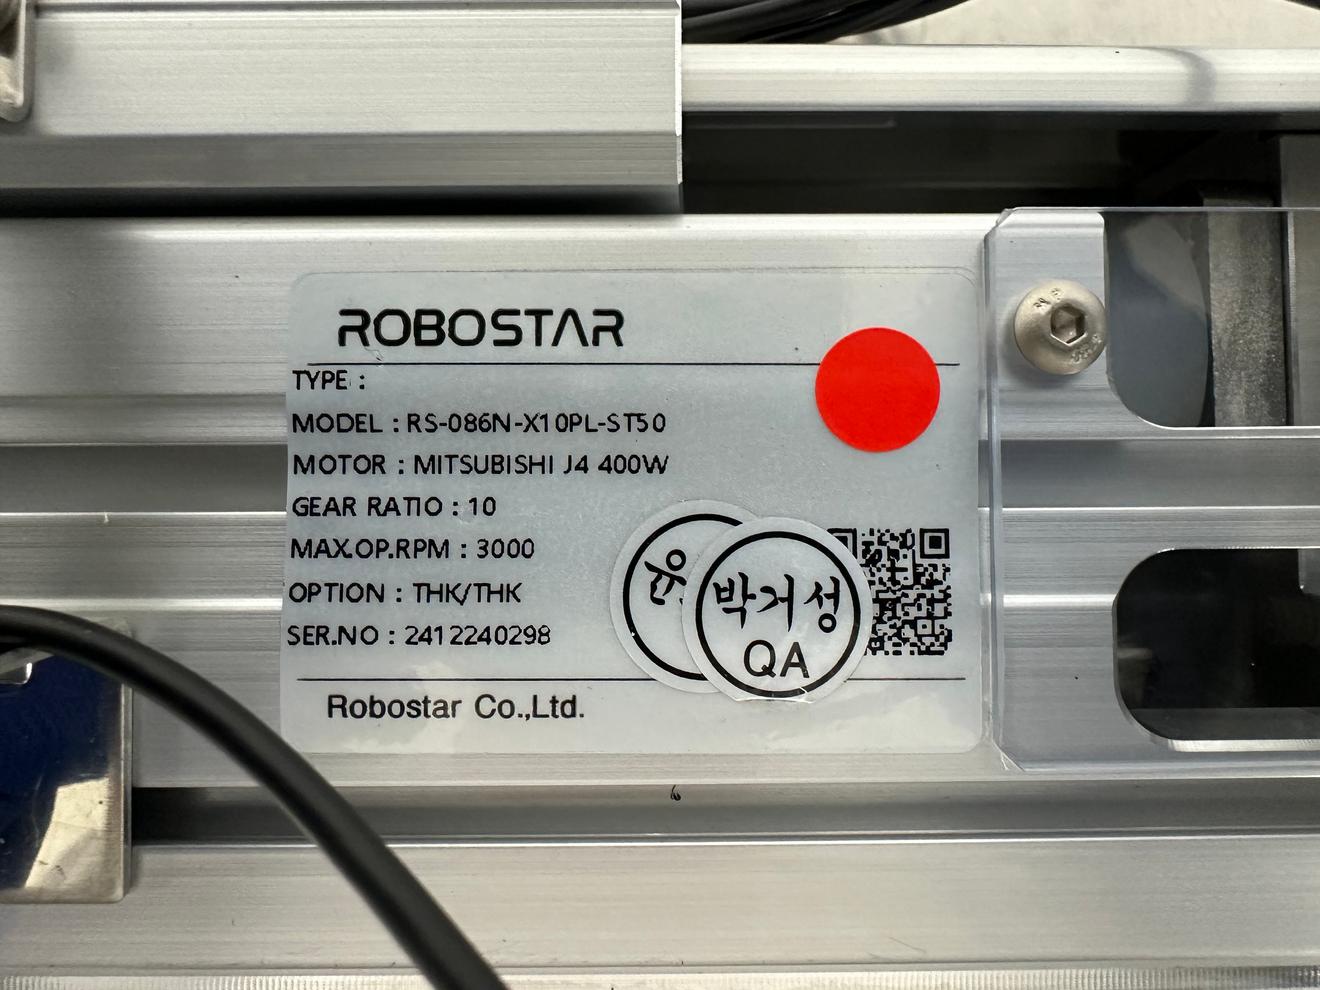 ROBOSTAR
TYPE :
MODEL : RS-086N-X10PL-ST50
MOTOR : MITSUBISHI J4 400W
GEAR RATIO : 10
MAX.OP.RPM : 3000
OPTION : THK/THK
SER.NO : 2412240298
박거성
QA
Robostar Co.,Ltd.